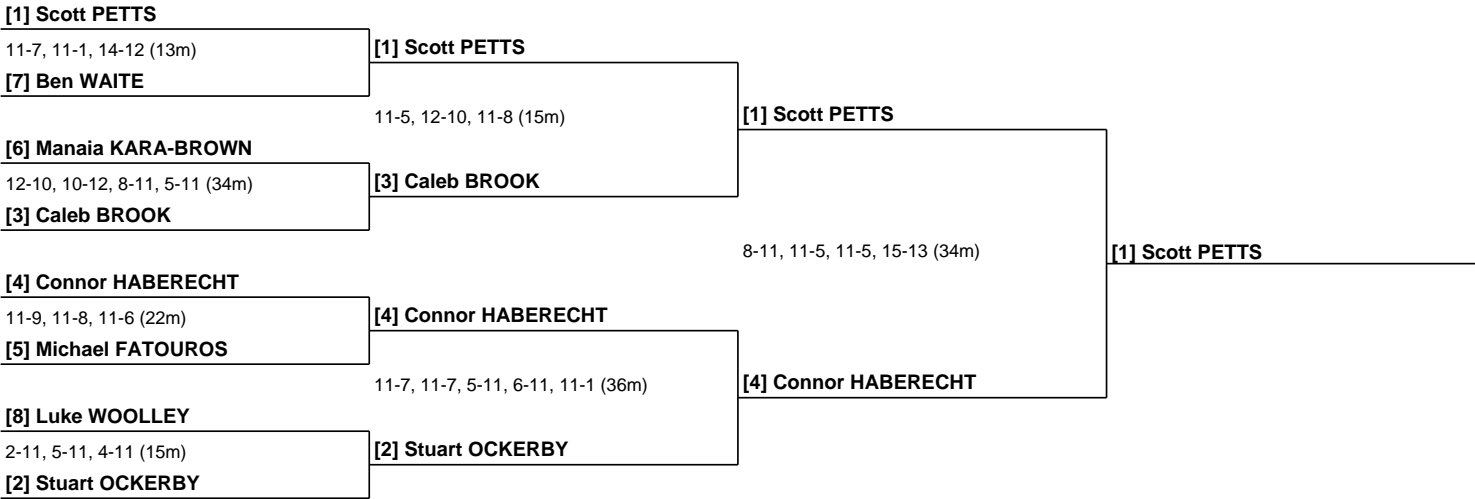 [1] Scott PETTS
11-7, 11-1, 14-12 (13m)
[7] Ben WAITE
[6] Manaia KARA-BROWN
12-10, 10-12, 8-11, 5-11 (34m)
[3] Caleb BROOK
[4] Connor HABERECHT
11-9, 11-8, 11-6 (22m)
[5] Michael FATOUROS
[8] Luke WOOLLEY
2-11, 5-11, 4-11 (15m)
[2] Stuart OCKERBY
[1] Scott PETTS
11-5, 12-10, 11-8 (15m)
[3] Caleb BROOK
[4] Connor HABERECHT
11-7, 11-7, 5-11, 6-11, 11-1 (36m)
[2] Stuart OCKERBY
[1] Scott PETTS
8-11, 11-5, 11-5, 15-13 (34m)
[4] Connor HABERECHT
[1] Scott PETTS